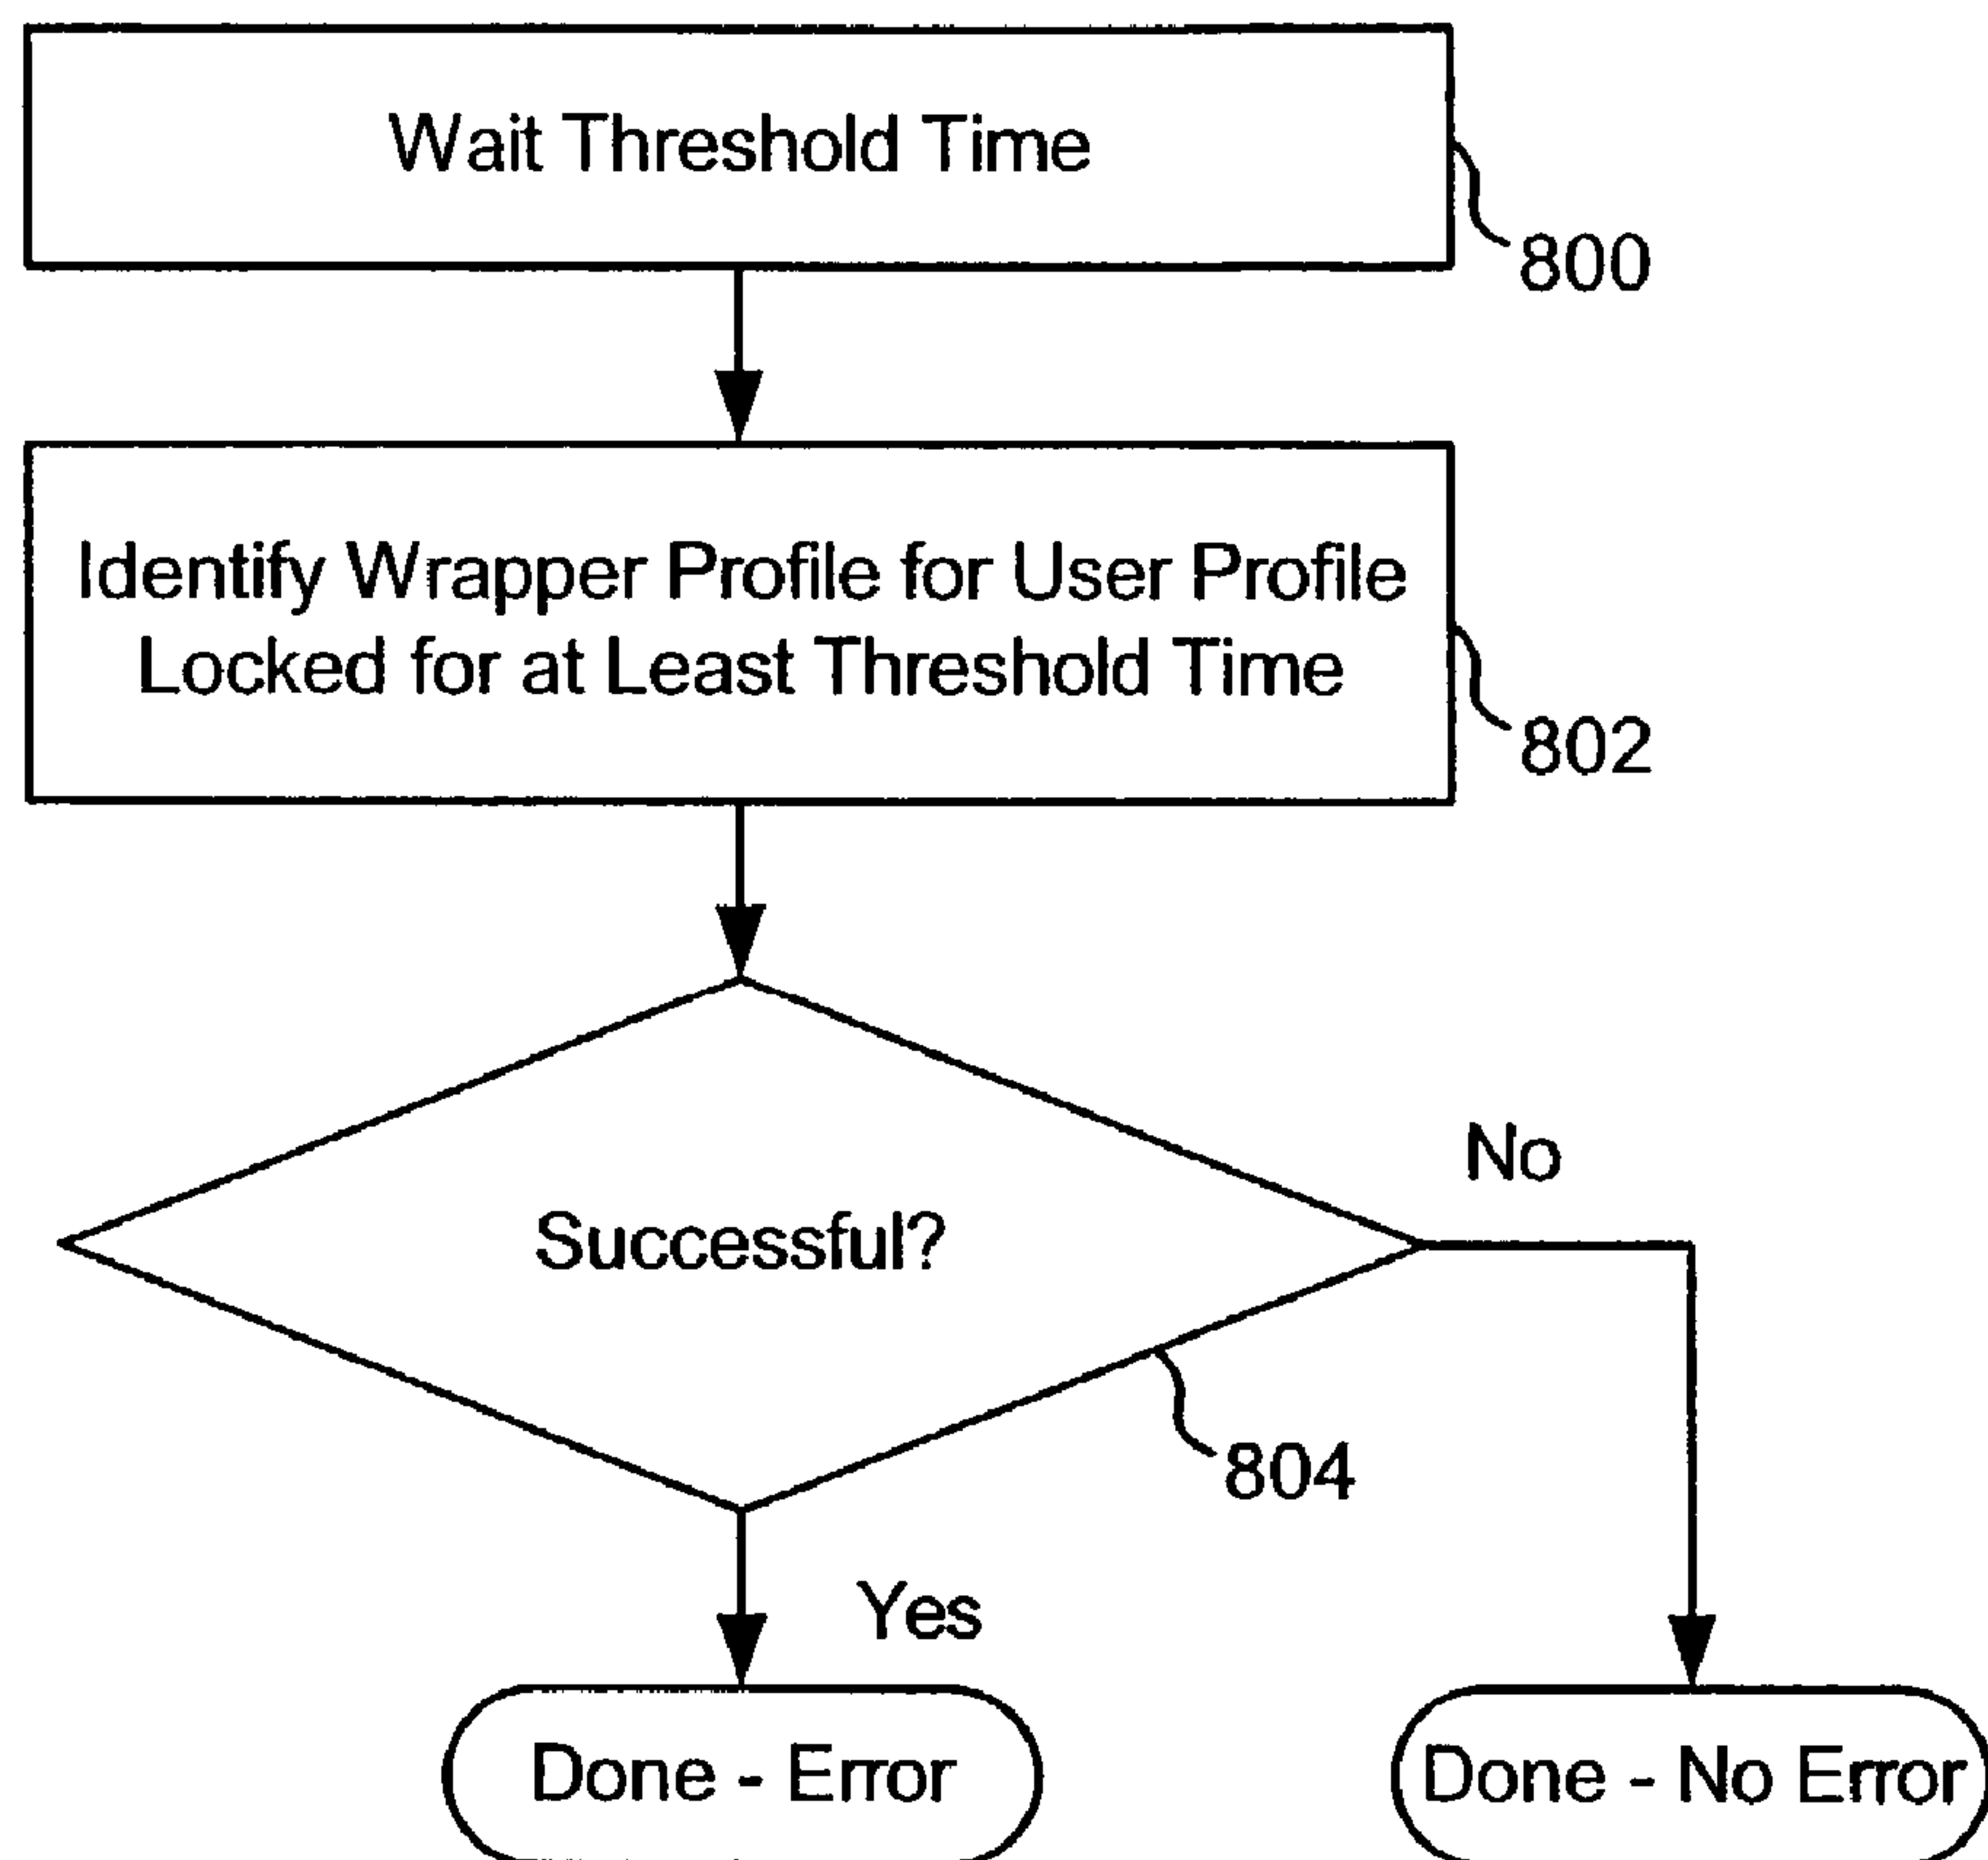 Wait Threshold Time
800
Identify Wrapper Profile for User Profile
Locked for at Least Threshold Time
802
Successful?
No
804
Yes
Done - Error
Done - No Error